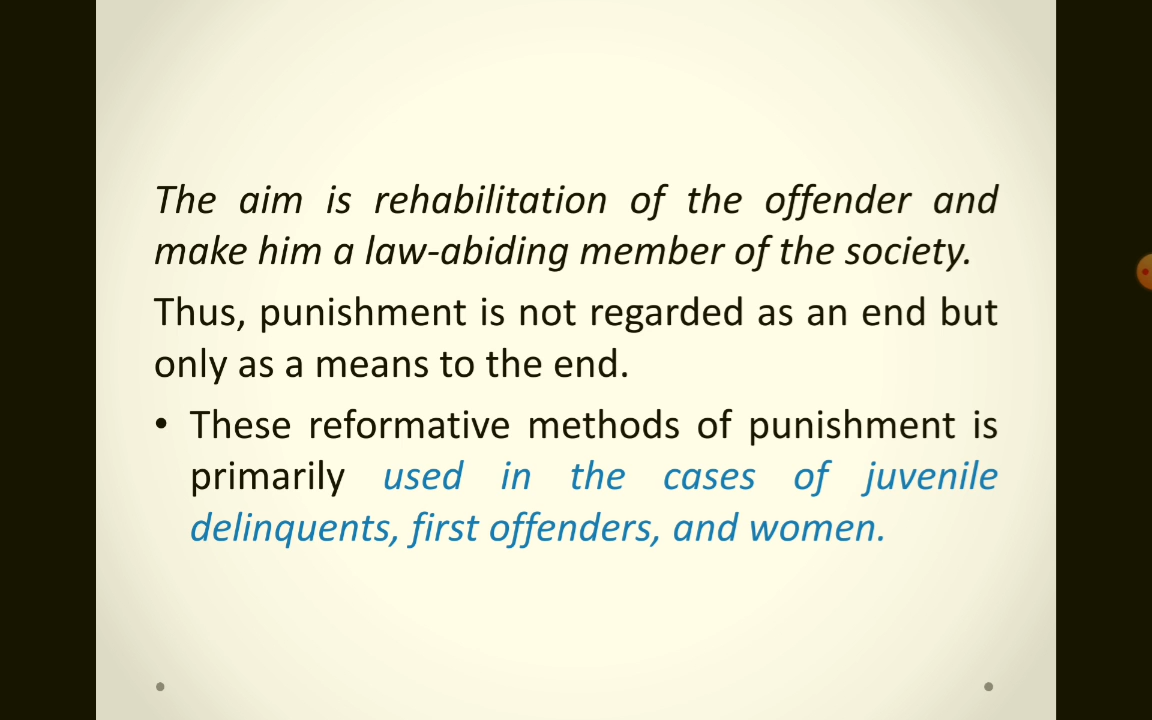 The aim is rehabilitation of the offender and
make him a law-abiding member of the society.
Thus, punishment is not regarded as an end but
only as a means to the end.
• These reformative methods of punishment is
primarily used in the cases of juvenile
delinquents, first offenders, and women.